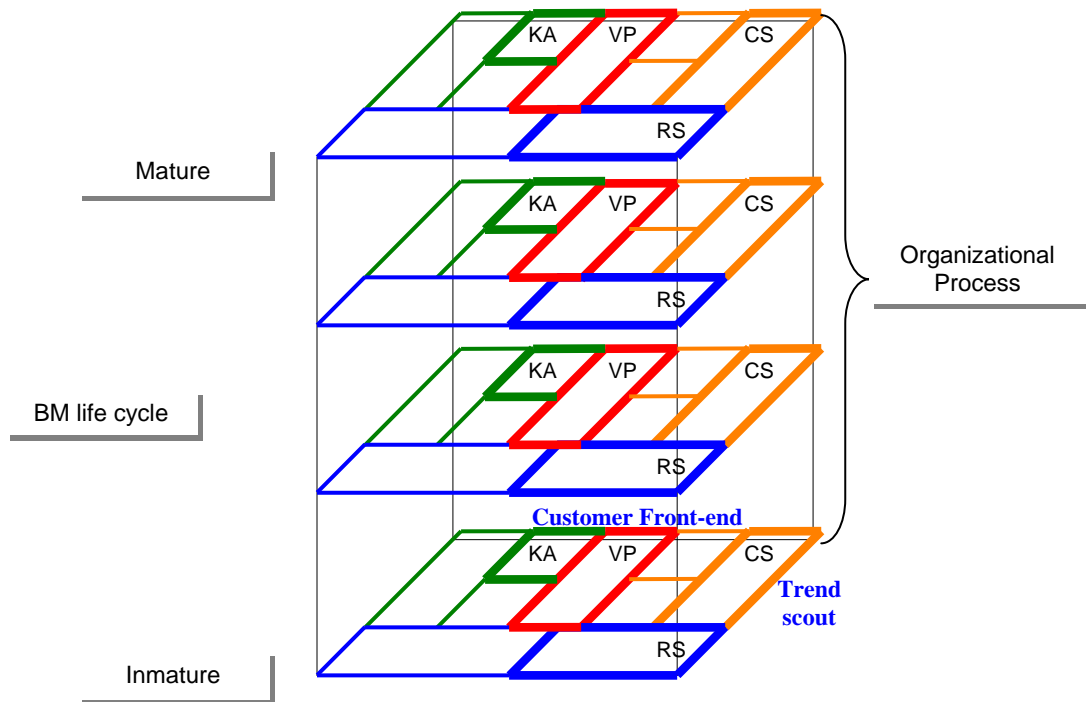 KA VP CS
RS
Mature
KA VP CS
Organizational
Process
RS
KA VP CS
BM life cycle
RS
Customer Front-end
KA VP CS
Trend
scout
RS
Inmature